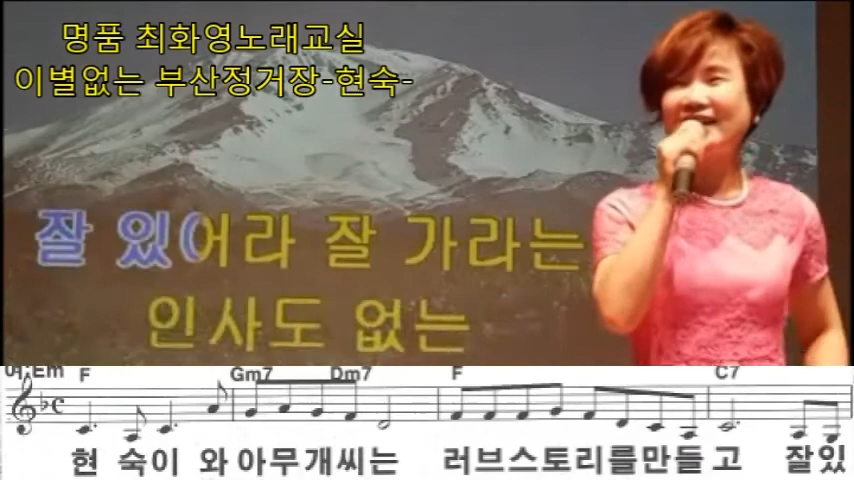 명품 최화영노래교실
이별없는 부산정거장-현숙-
잘 있어라 잘 가라는
인사도 없는
여:Em F Gm7 Dm7 F C7
현 숙이 와 아무개씨는 러브스토리를만들 고 잘있